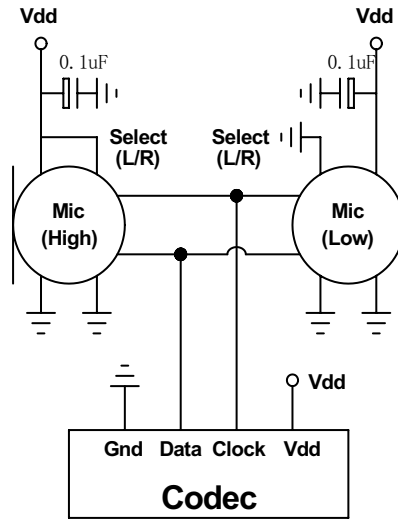 Vdd Vdd
0.1uF 0.1uF
Select Select
(L/R) (L/R)
Mic Mic
(High) (Low)
Vdd
Gnd Data Clock Vdd
Codec